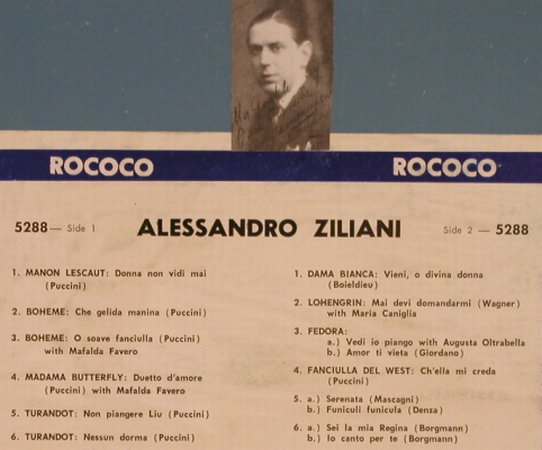 ROCOCO ROCOCO
5288 — Side 1 ALESSANDRO ZILIANI Side 2 — 5288
1. MANON LESCAUT: Donna non vidi mai
(Puccini)
2. BOHEME: Che gelida manina (Puccini)
3. BOHEME: O soave fanciulla (Puccini)
with Mafalda Favero
4. MADAMA BUTTERFLY: Duetto d'amore
(Puccini) with Mafalda Favero
5. TURANDOT: Non piangere Liu (Puccini)
6. TURANDOT: Nessun dorma (Puccini)
1. DAMA BIANCA: Vieni, o divina donna
(Boieldieu)
2. LOHENGRIN: Mai devi domandarmi (Wagner)
with Maria Caniglia
3. FEDORA:
a.) Vedi io piango with Augusta Oltrabella
b.) Amor ti vieta (Giordano)
4. FANCIULLA DEL WEST: Ch'ella mi creda
(Puccini)
5. a.) Serenata (Mascagni)
b.) Funiculi funicula (Denza)
6. a.) Sei la mia Regina (Borgmann)
b.) Io canto per te (Borgmann)